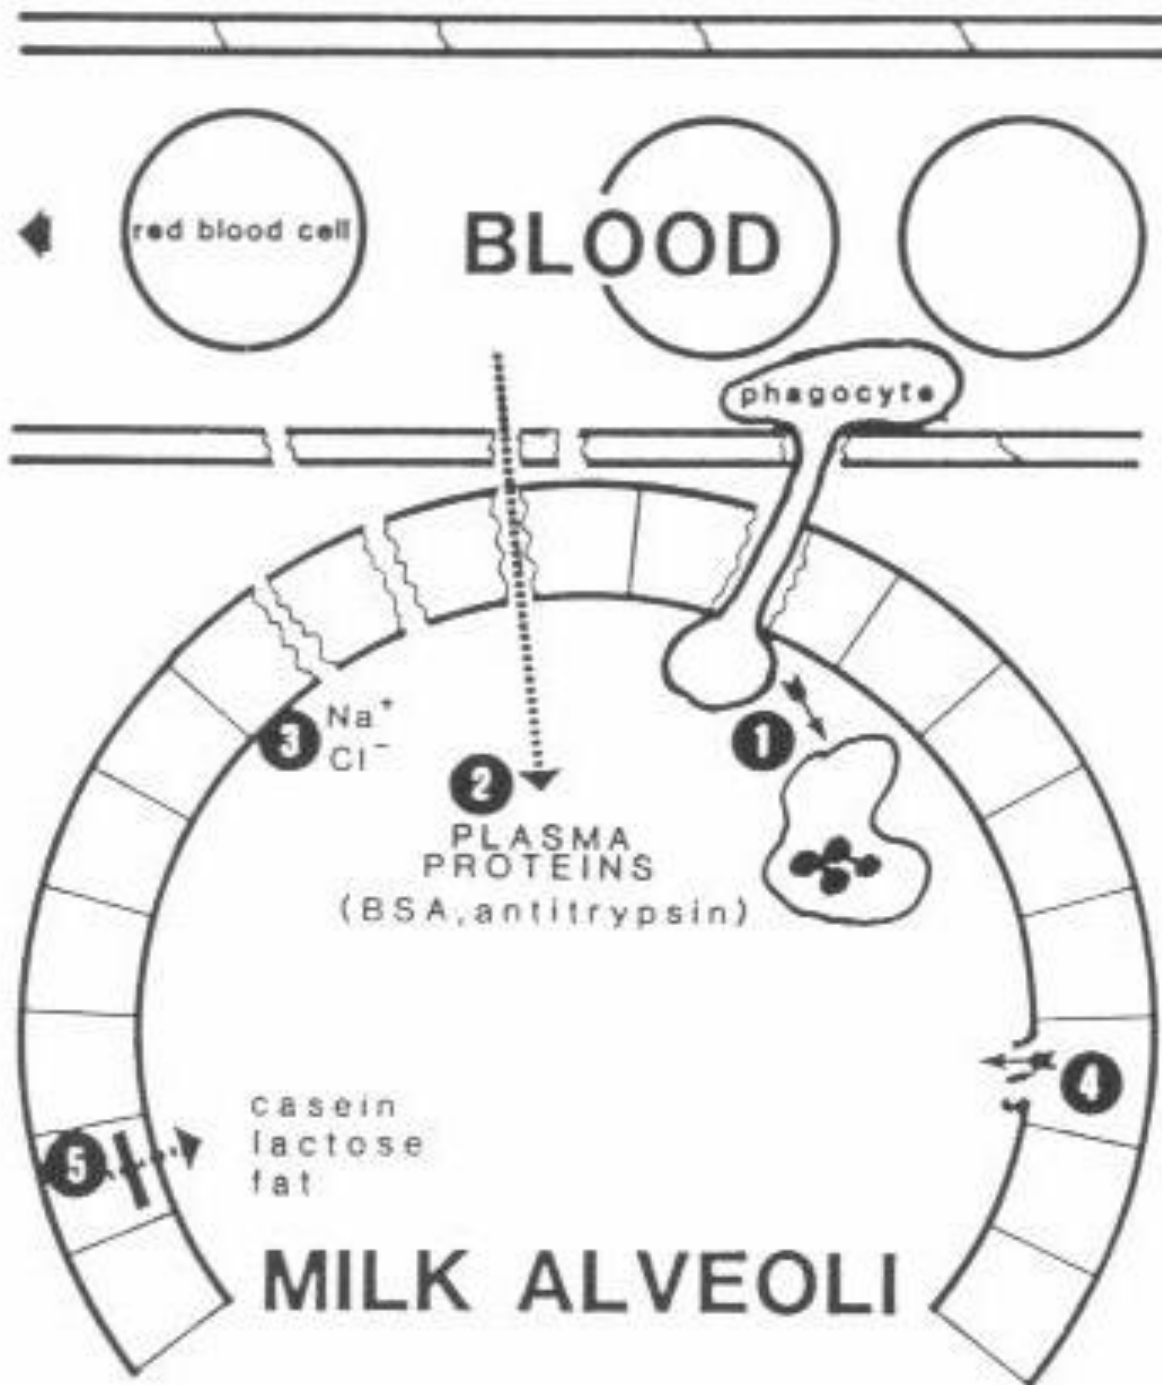 red blood cell
BLOOD
phagocyte
3 Na+
Cl−
1
2
PLASMA
PROTEINS
(BSA,antitrypsin)
4
5
casein
lactose
fat
MILK ALVEOLI